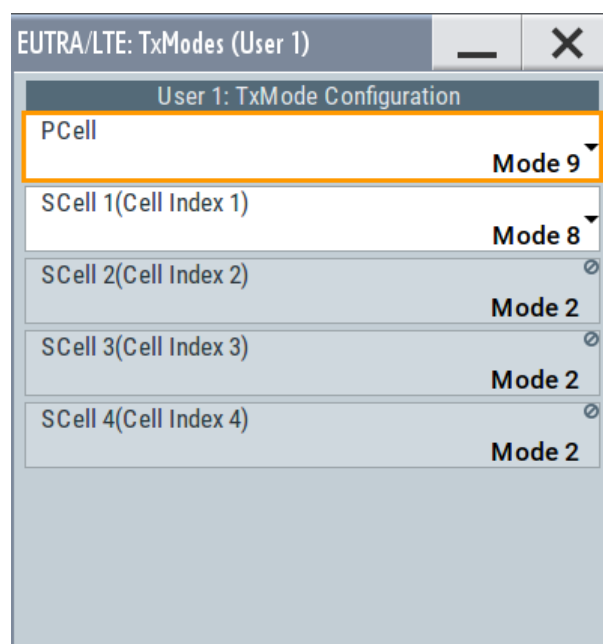 EUTRA/LTE: TxModes (User 1)
User 1: TxMode Configuration
PCell
Mode 9
SCell 1(Cell Index 1)
Mode 8
SCell 2(Cell Index 2)
Mode 2
SCell 3(Cell Index 3)
Mode 2
SCell 4(Cell Index 4)
Mode 2